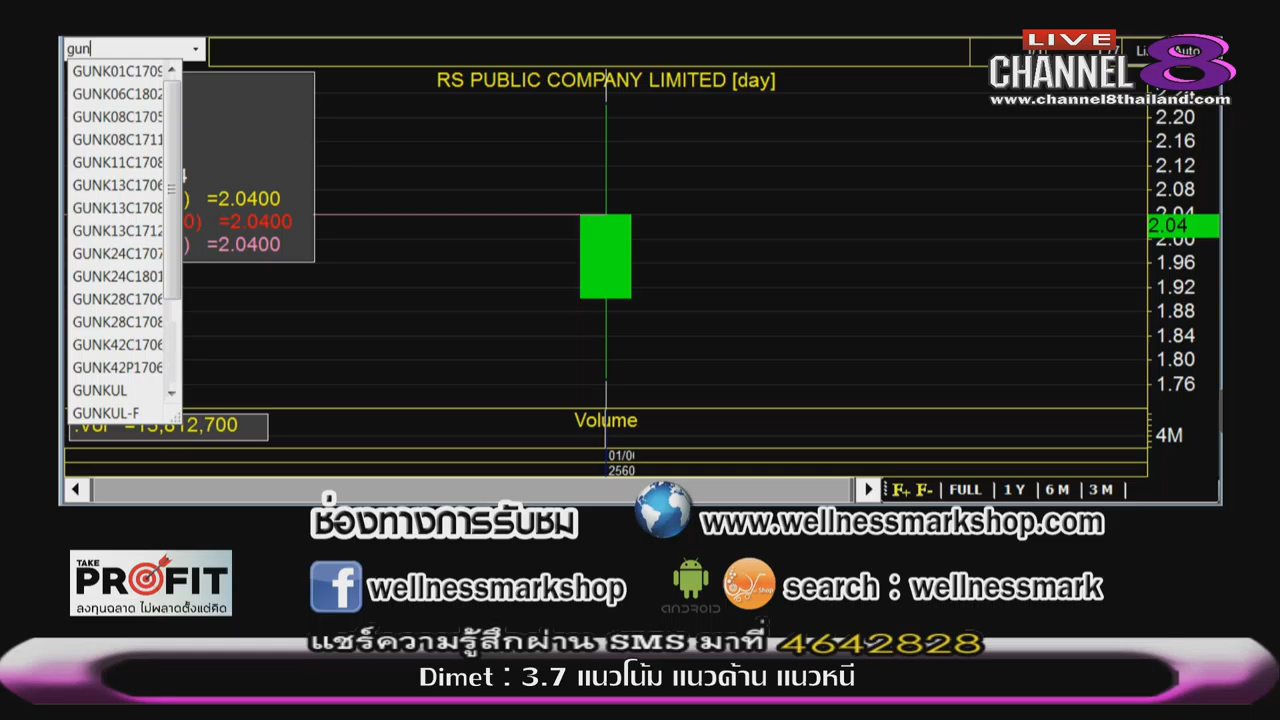 gun
GUNK01C1709
GUNK06C1802
GUNK08C1705
GUNK08C1711
GUNK11C1708
GUNK13C1706
GUNK13C1708
GUNK13C1712
GUNK24C1707
GUNK24C1801
GUNK28C1706
GUNK28C1708
GUNK42C1706
GUNK42P1706
GUNKUL
GUNKUL-F
RS PUBLIC COMPANY LIMITED [day]
LIVE
CHANNEL 8
www.channel8thailand.com
Auto
) =2.0400
0) =2.0400
) =2.0400
2.20
2.16
2.12
2.08
2.04
2.04
2.00
1.96
1.92
1.88
1.84
1.80
1.76
Volume
4M
01/0
2560
F+ F- | FULL | 1 Y | 6 M | 3 M |
ช่องทางการรับชม
www.wellnessmarkshop.com
TAKE
PROFIT
ลงทุนฉลาด ไม่พลาดตั้งแต่คิด
wellnessmarkshop
ANDROID
search : wellnessmark
แชร์ความรู้สึกผ่าน SMS มาที่ 4642828
Dimet : 3.7 แนวโน้ม แนวต้าน แนวหนี